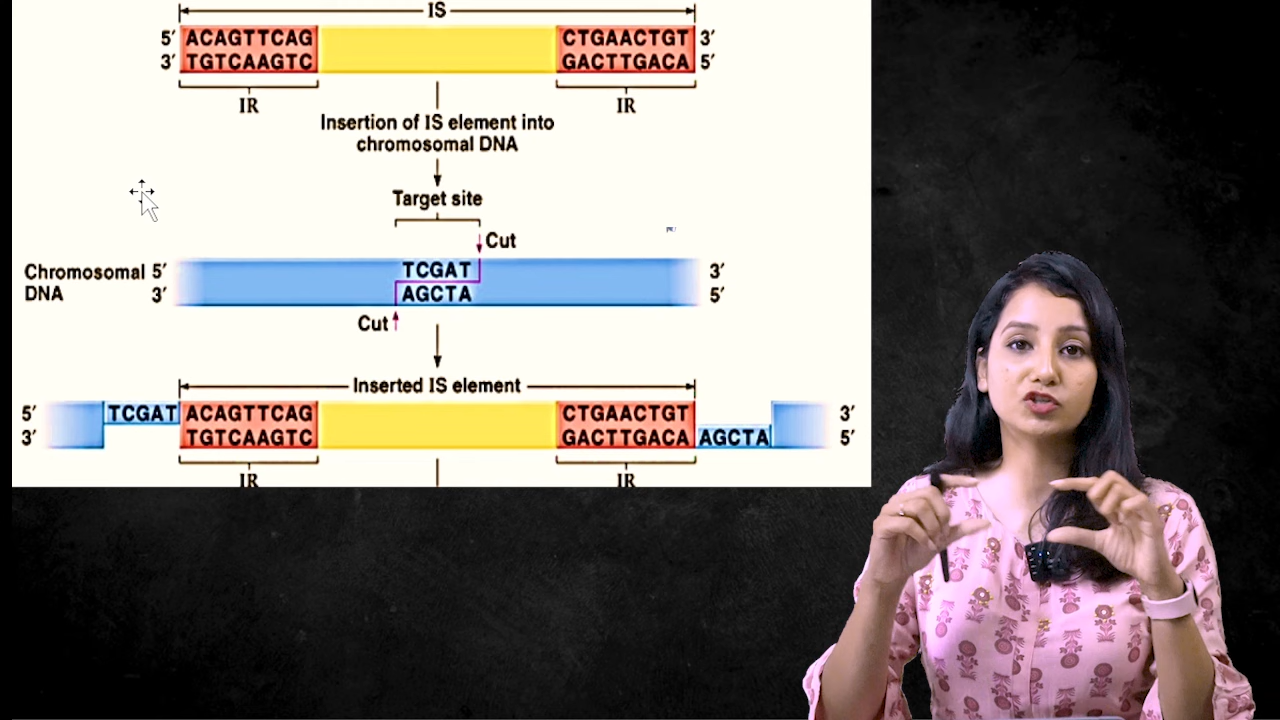 IS
5′ ACAGTTCAG CTGAACTGT 3′
3′ TGTCAAGTC GACTTGACA 5′
IR IR
Insertion of IS element into
chromosomal DNA
Target site
Cut
Chromosomal 5′ TCGAT 3′
DNA 3′ AGCTA 5′
Cut
Inserted IS element
5′ TCGAT ACAGTTCAG CTGAACTGT 3′
3′ TGTCAAGTC GACTTGACA AGCTA 5′
IR IR